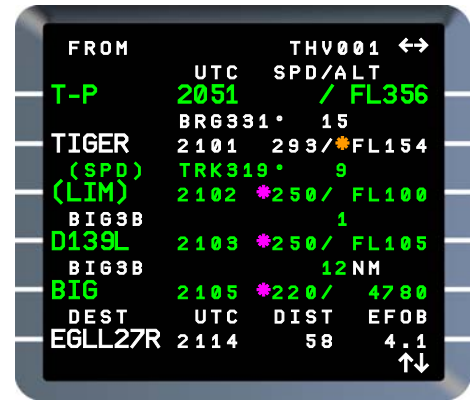 FROM THV001 ↔
UTC SPD/ALT
T-P 2051 / FL356
BRG331° 15
TIGER 2101 293/*FL154
(SPD) TRK319° 9
(LIM) 2102 *250/ FL100
BIG3B 1
D139L 2103 *250/ FL105
BIG3B 12NM
BIG 2105 *220/ 4780
DEST UTC DIST EFOB
EGLL27R 2114 58 4.1
↑↓